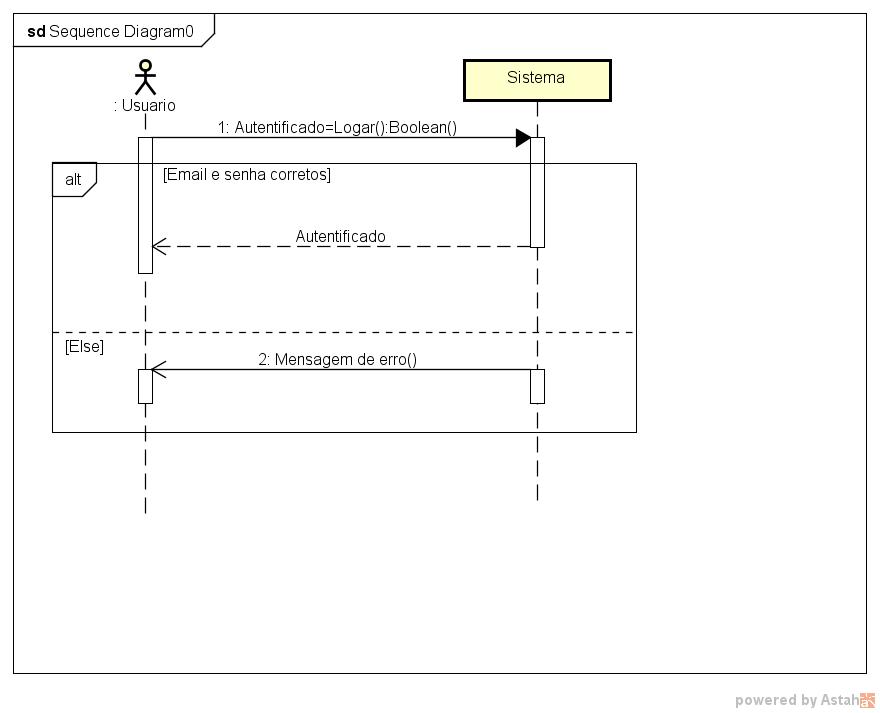 sd Sequence Diagram0
: Usuario
Sistema
1: Autentificado=Logar():Boolean()
alt
[Email e senha corretos]
Autentificado
[Else]
2: Mensagem de erro()
powered by Astah